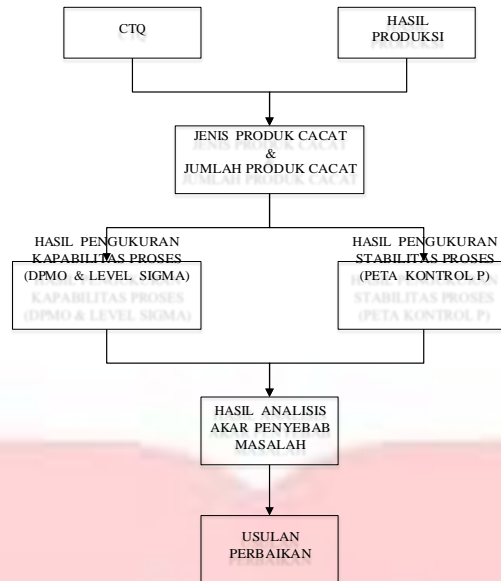 CTQ
HASIL
PRODUKSI
JENIS PRODUK CACAT
&
JUMLAH PRODUK CACAT
HASIL PENGUKURAN
KAPABILITAS PROSES
(DPMO & LEVEL SIGMA)
HASIL PENGUKURAN
STABILITAS PROSES
(PETA KONTROL P)
HASIL ANALISIS
AKAR PENYEBAB
MASALAH
USULAN
PERBAIKAN